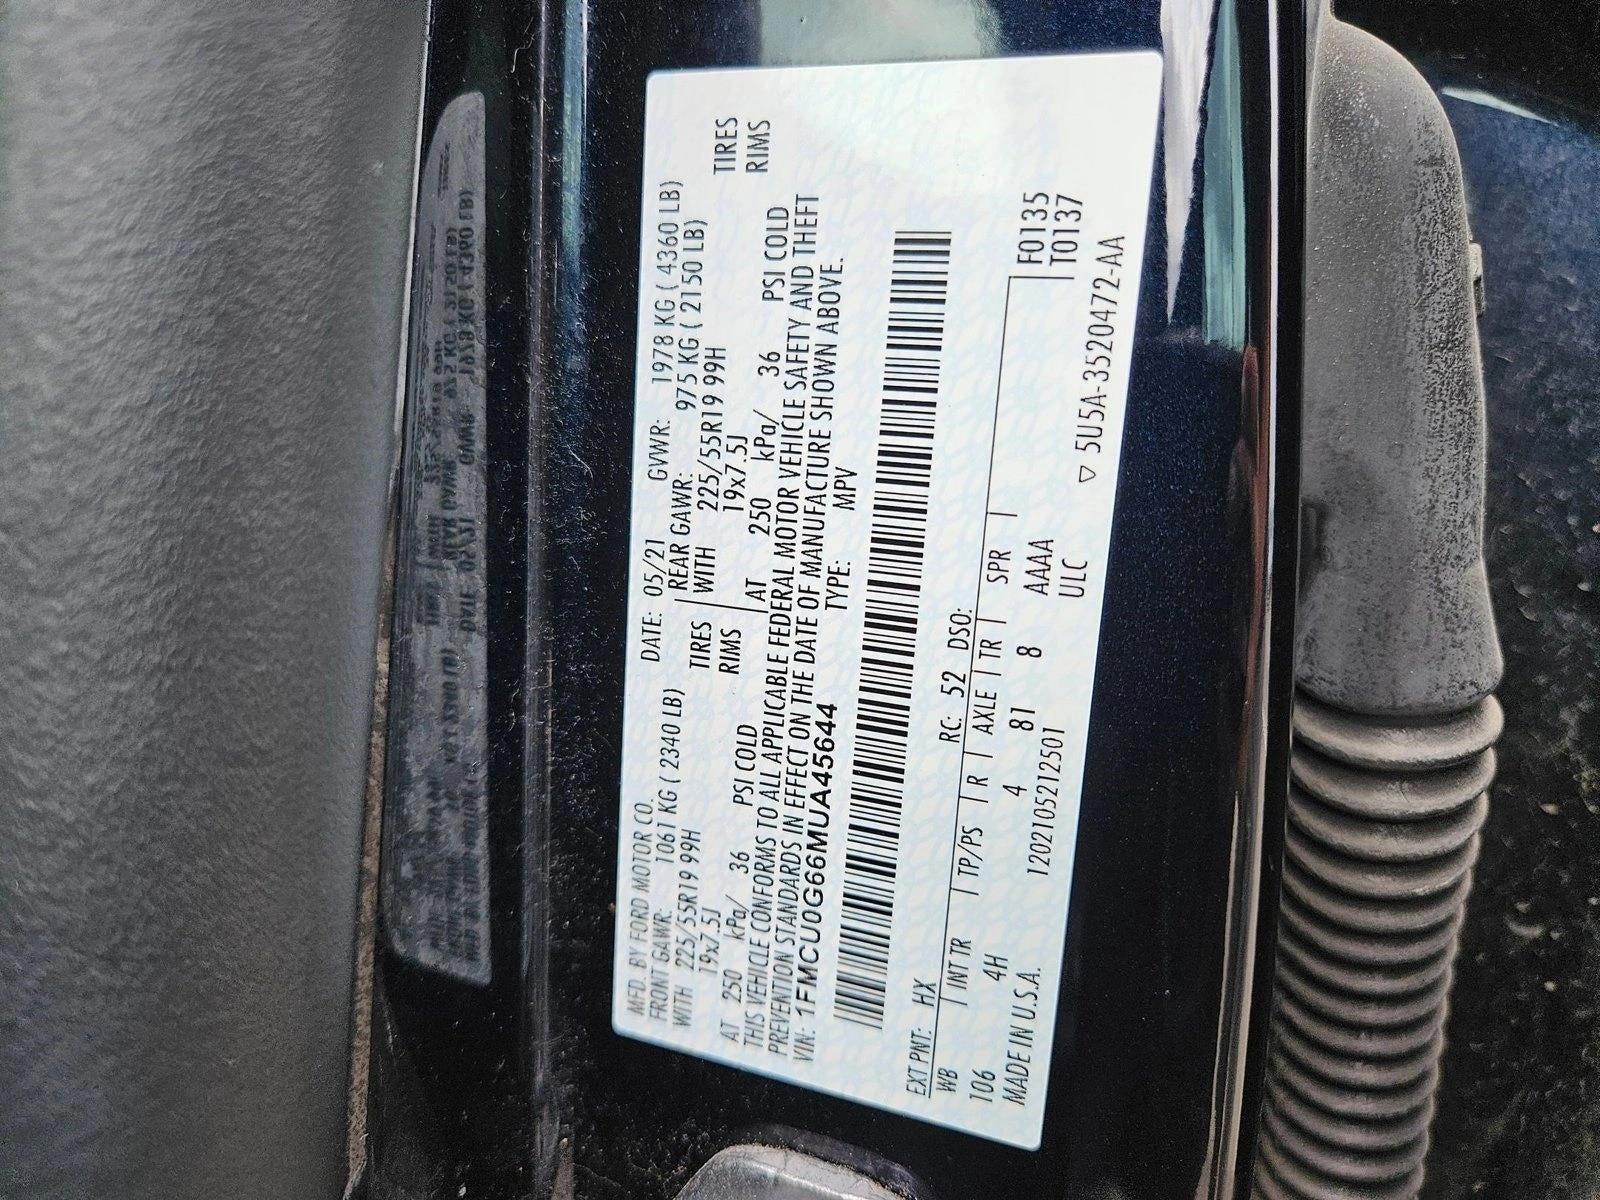 MFD. BY FORD MOTOR CO.
DATE: 05/21 GVWR: 1978 KG ( 4360 LB)
FRONT GAWR: 1061 KG ( 2340 LB)
REAR GAWR: 975 KG ( 2150 LB)
WITH 225/55R19 99H TIRES
WITH 225/55R19 99H TIRES
19x7.5J RIMS
19x7.5J RIMS
AT 250 kPa/ 36 PSI COLD
AT 250 kPa/ 36 PSI COLD
THIS VEHICLE CONFORMS TO ALL APPLICABLE FEDERAL MOTOR VEHICLE SAFETY AND THEFT
PREVENTION STANDARDS IN EFFECT ON THE DATE OF MANUFACTURE SHOWN ABOVE.
VIN: 1FMCU0G66MUA45644 TYPE: MPV
EXT PNT: HX RC: 52 DSO:
WB INT TR TP/PS R AXLE TR SPR
106 4H 4 81 8 AAAA F0135
MADE IN U.S.A. 1202105212501 ULC T0137
▽ 5U5A-3520472-AA